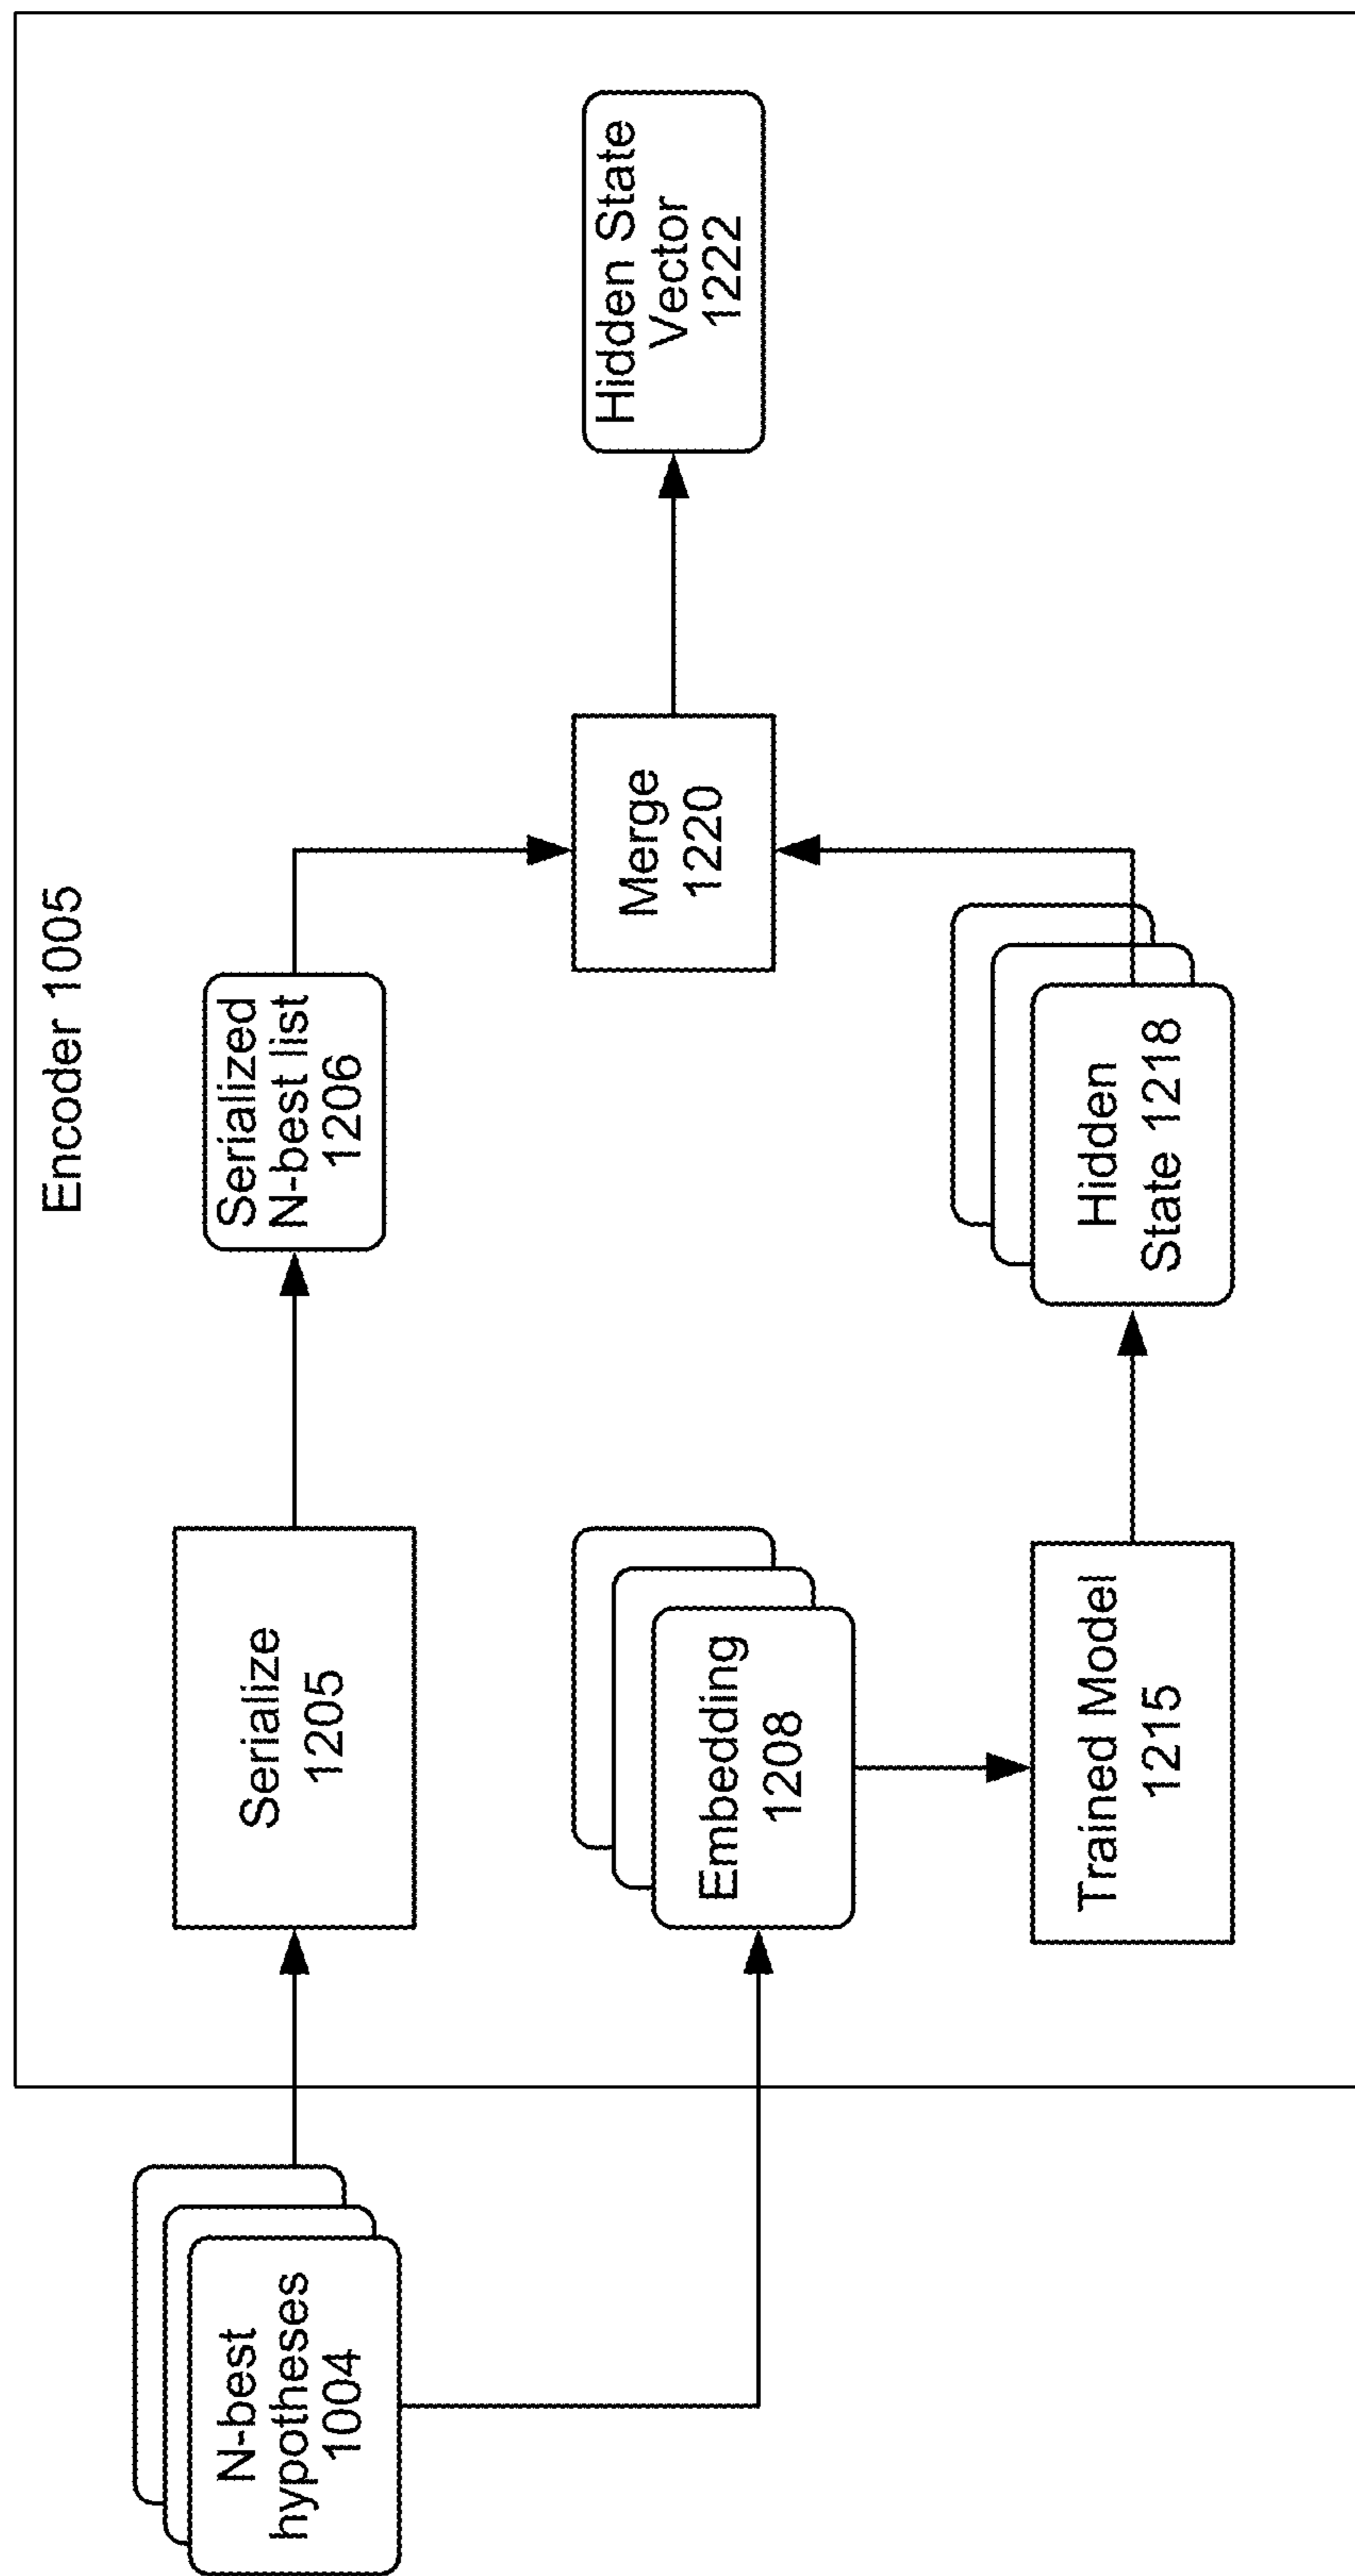 Encoder 1005
N-best
hypotheses
1004
Serialize
1205
Serialized
N-best list
1206
Embedding
1208
Trained Model
1215
Hidden
State 1218
Merge
1220
Hidden State
Vector
1222